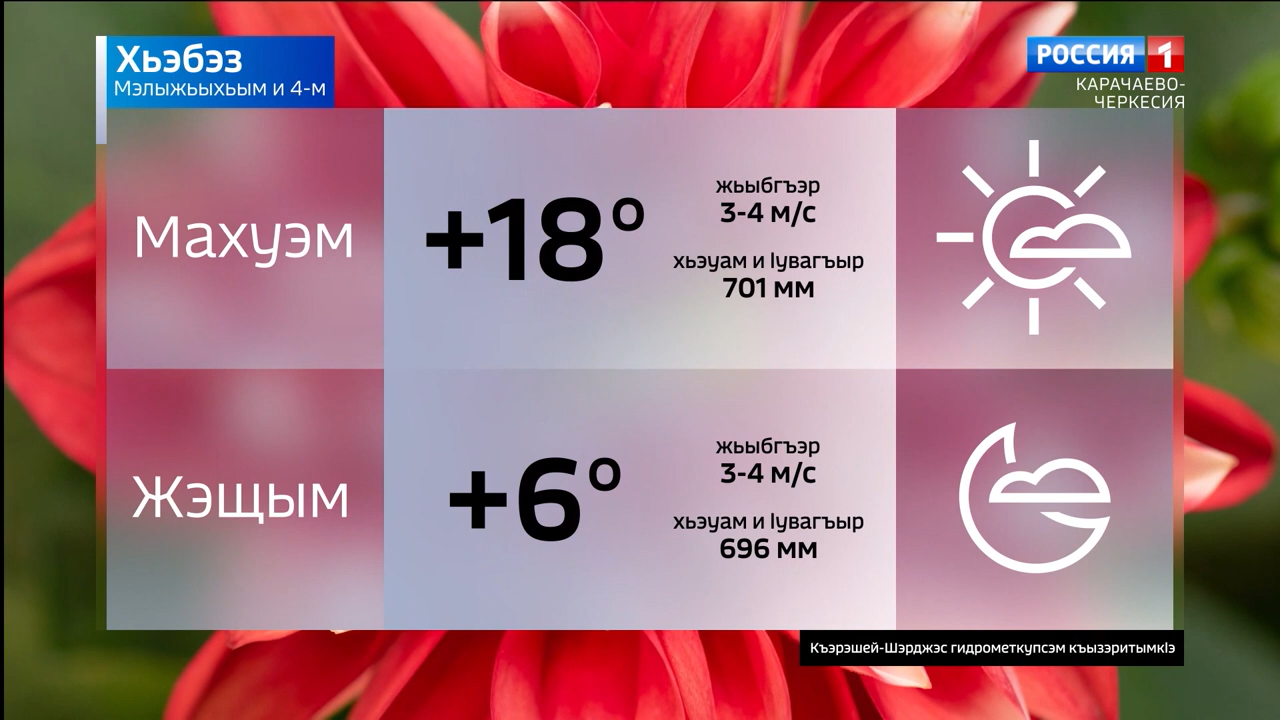 Хьэбэз
Мэлыжьыхьым и 4-м
РОССИЯ 1
КАРАЧАЕВО-
ЧЕРКЕСИЯ
Махуэм
+18°
жьыбгъэр
3-4 м/с
хьэуам и Iувагъыр
701 мм
Жэщым
+6°
жьыбгъэр
3-4 м/с
хьэуам и Iувагъыр
696 мм
Къэрэшей-Шэрджэс гидрометкупсэм къызэритымкIэ